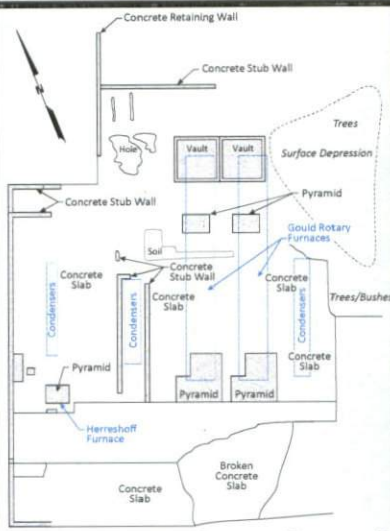 Concrete Retaining Wall
Concrete Stub Wall
N
Hole
Vault
Vault
Trees
Surface Depression
Concrete Stub Wall
Pyramid
Gould Rotary
Furnaces
Soil
Concrete
Slab
Concrete
Stub Wall
Concrete
Slab
Concrete
Slab
Condensers
Condensers
Condensers
Trees/Bushes
Concrete
Slab
Pyramid
Pyramid
Pyramid
Herreshoff
Furnace
Broken
Concrete
Slab
Concrete
Slab